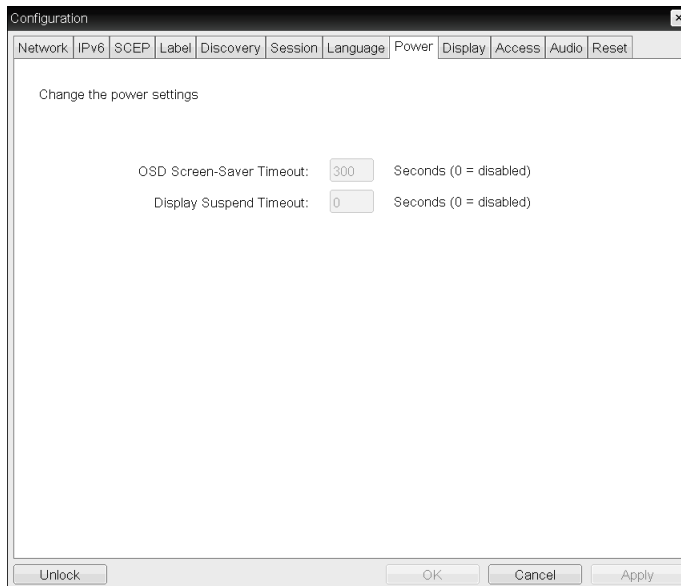 Configuration
Network IPv6 SCEP Label Discovery Session Language Power Display Access Audio Reset
Change the power settings
OSD Screen-Saver Timeout: 300 Seconds (0 = disabled)
Display Suspend Timeout: 0 Seconds (0 = disabled)
Unlock OK Cancel Apply